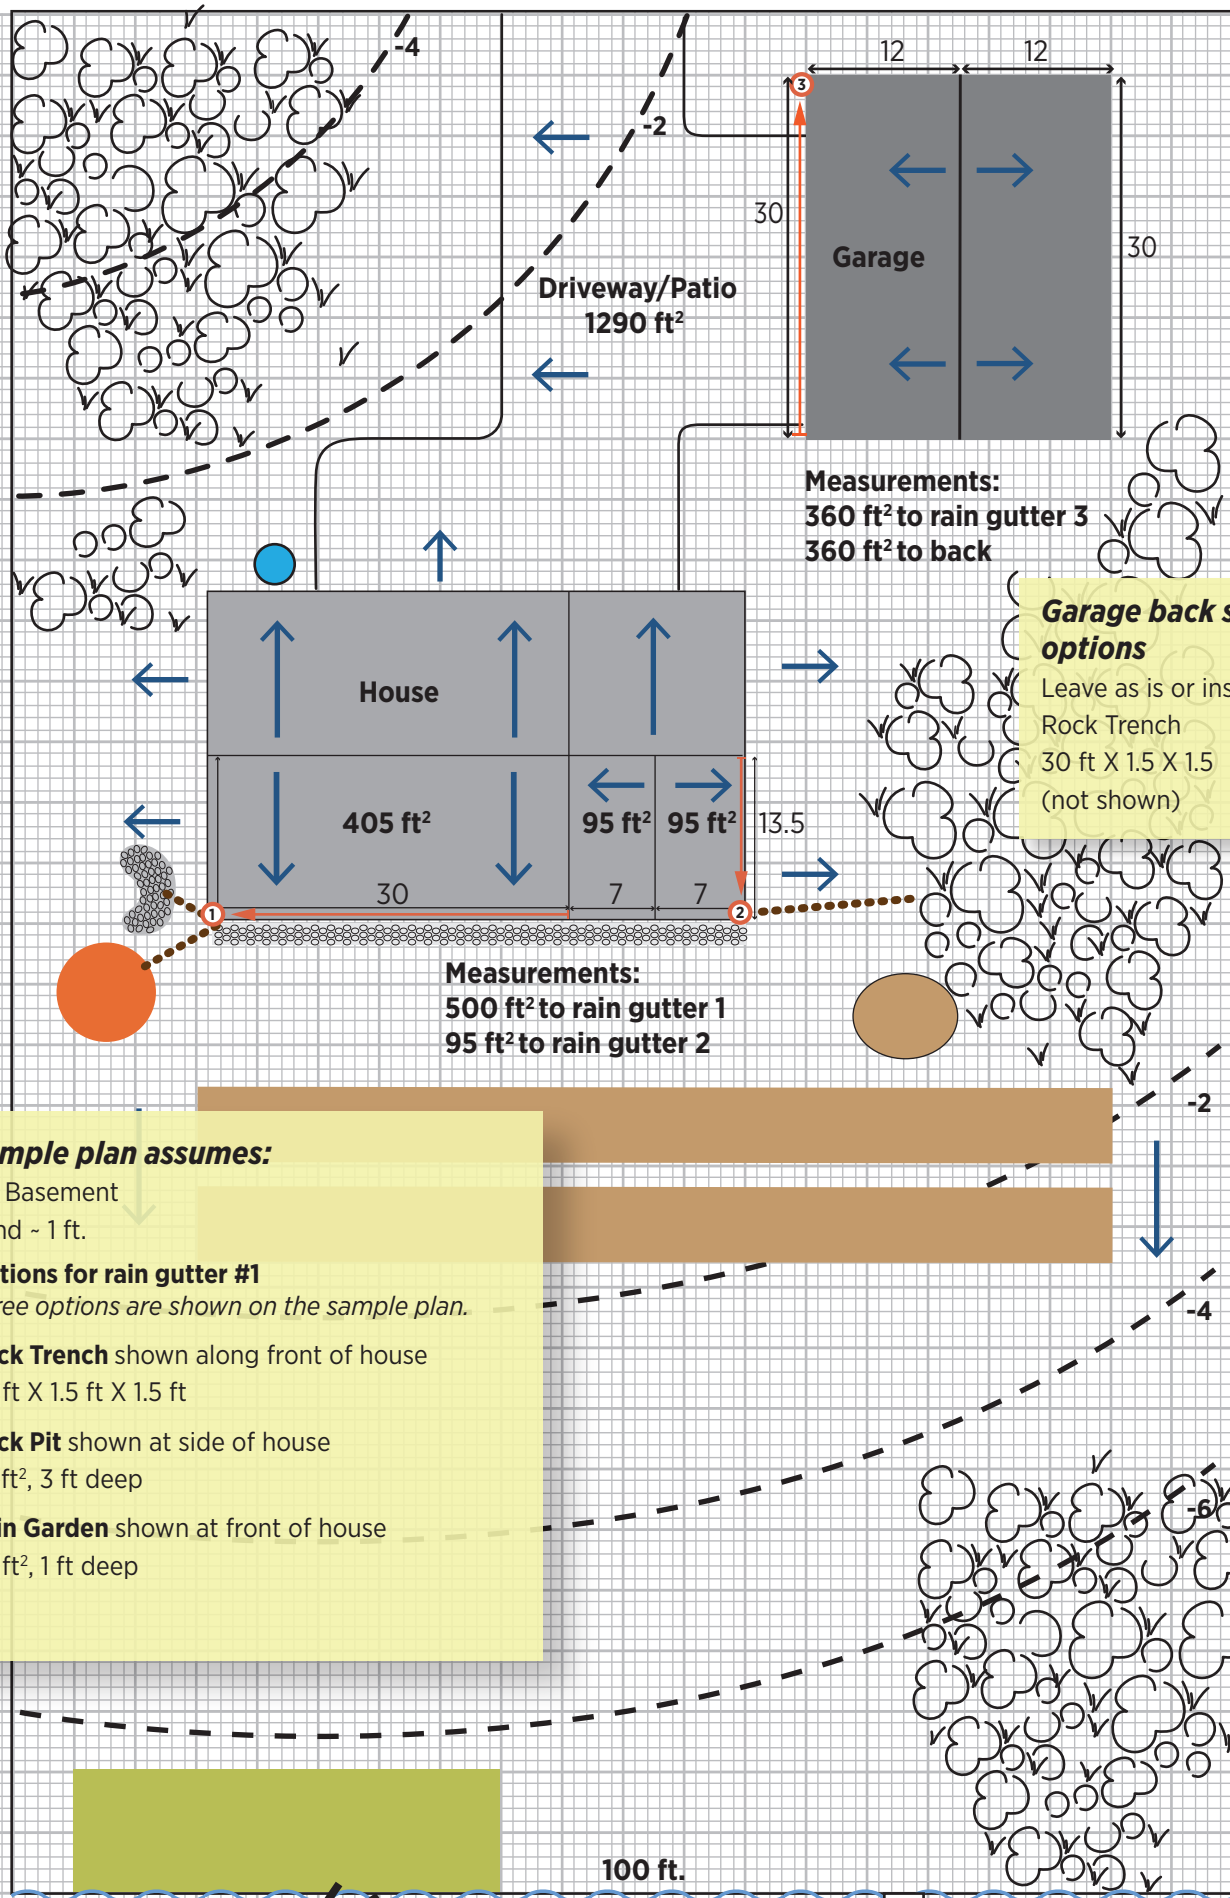 -4
-2
12
12
3
30
30
Garage
Driveway/Patio
1290 ft²
Measurements:
360 ft² to rain gutter 3
360 ft² to back
Garage back s
options
Leave as is or ins
Rock Trench
30 ft X 1.5 X 1.5
(not shown)
House
405 ft²
95 ft²
95 ft²
13.5
30
7
7
1
2
Measurements:
500 ft² to rain gutter 1
95 ft² to rain gutter 2
-2
mple plan assumes:
Basement
nd ~ 1 ft.
tions for rain gutter #1
ree options are shown on the sample plan.
-4
ck Trench shown along front of house
ft X 1.5 ft X 1.5 ft
ck Pit shown at side of house
ft², 3 ft deep
-6
in Garden shown at front of house
ft², 1 ft deep
100 ft.